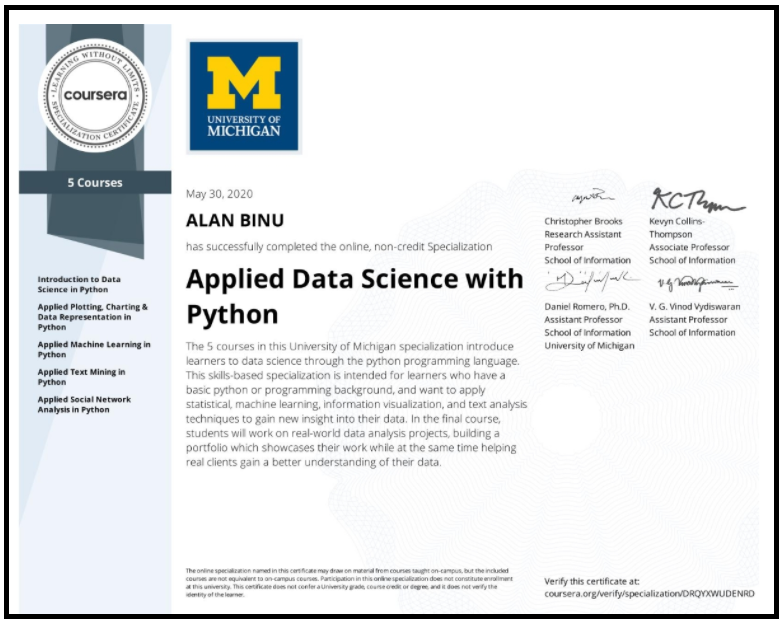 LEARNING WITHOUT LIMITS
coursera
SPECIALIZATION CERTIFICATE
5 Courses
Introduction to Data
Science in Python
Applied Plotting, Charting &
Data Representation in
Python
Applied Machine Learning in
Python
Applied Text Mining in
Python
Applied Social Network
Analysis in Python
M
UNIVERSITY OF
MICHIGAN
May 30, 2020
ALAN BINU
has successfully completed the online, non-credit Specialization
Applied Data Science with
Python
The 5 courses in this University of Michigan specialization introduce
learners to data science through the python programming language.
This skills-based specialization is intended for learners who have a
basic python or programming background, and want to apply
statistical, machine learning, information visualization, and text analysis
techniques to gain new insight into their data. In the final course,
students will work on real-world data analysis projects, building a
portfolio which showcases their work while at the same time helping
real clients gain a better understanding of their data.
The online specialization named in this certificate may draw on material from courses taught on-campus, but the included
courses are not equivalent to on-campus courses. Participation in this online specialization does not constitute enrollment
at this university. This certificate does not confer a University grade, course credit or degree, and it does not verify the
identity of the learner.
Christopher Brooks
Research Assistant
Professor
School of Information
Kevyn Collins-
Thompson
Associate Professor
School of Information
Daniel Romero, Ph.D.
Assistant Professor
School of Information
University of Michigan
V. G. Vinod Vydiswaran
Assistant Professor
School of Information
Verify this certificate at:
coursera.org/verify/specialization/DRQYXWUDENRD